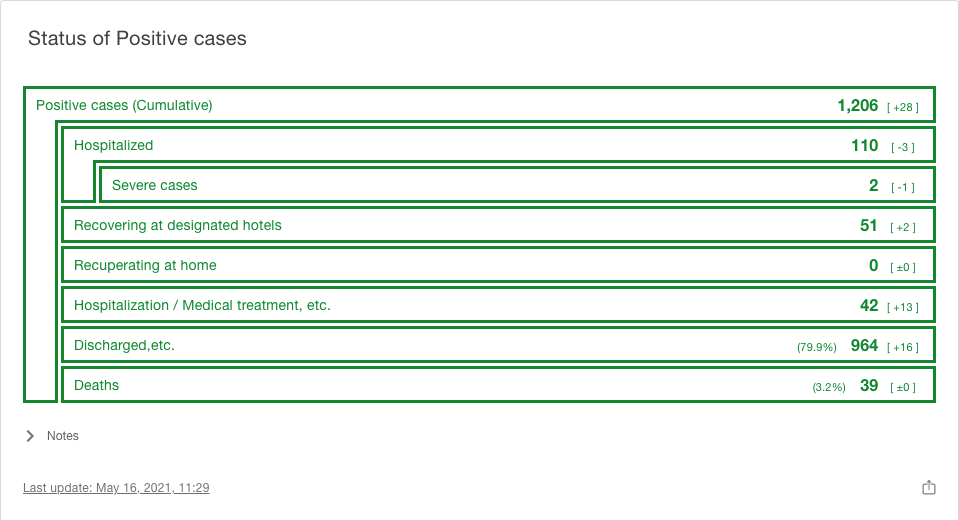 Status of Positive cases
Positive cases (Cumulative) 1,206 [ +28 ]
Hospitalized 110 [ -3 ]
Severe cases 2 [ -1 ]
Recovering at designated hotels 51 [ +2 ]
Recuperating at home 0 [ ±0 ]
Hospitalization / Medical treatment, etc. 42 [ +13 ]
Discharged,etc. (79.9%) 964 [ +16 ]
Deaths (3.2%) 39 [ ±0 ]
Notes
Last update: May 16, 2021, 11:29